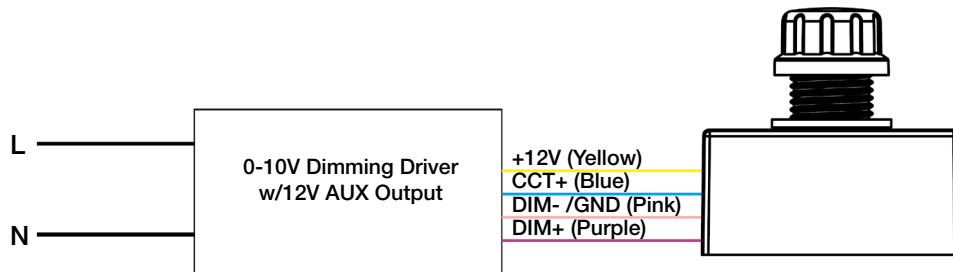 L
N
0-10V Dimming Driver
w/12V AUX Output
+12V (Yellow)
CCT+ (Blue)
DIM- /GND (Pink)
DIM+ (Purple)